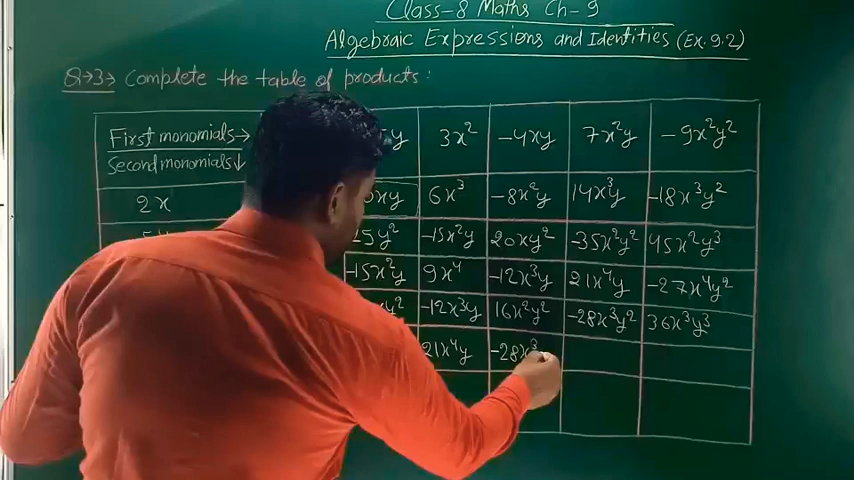 Class-8 Maths Ch-9
Algebraic Expressions and Identities (Ex.9.2)
Q→3→ Complete the table of products:
First monomials→ 3x² -4xy 7x²y -9x²y²
Second monomials↓
2x 6x³ -8x²y 14x³y -18x³y²
-15x²y 20xy² -35x²y² 45x²y³
-15x²y 9x⁴ -12x³y 21x⁴y -27x⁴y²
-12x³y 16x²y² -28x³y² 36x³y³
21x⁴y -28x³